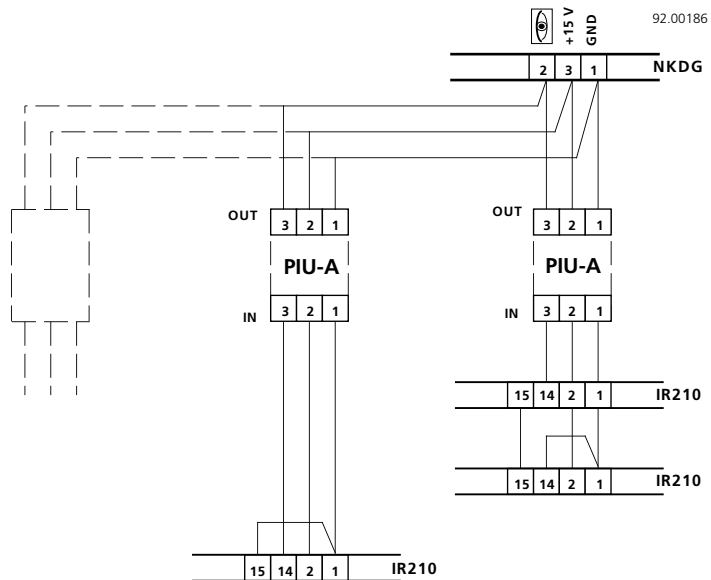 92.00186
+15 V
GND
2 3 1 NKDG
OUT 3 2 1
OUT 3 2 1
PIU-A
PIU-A
IN 3 2 1
IN 3 2 1
15 14 2 1 IR210
15 14 2 1 IR210
15 14 2 1 IR210